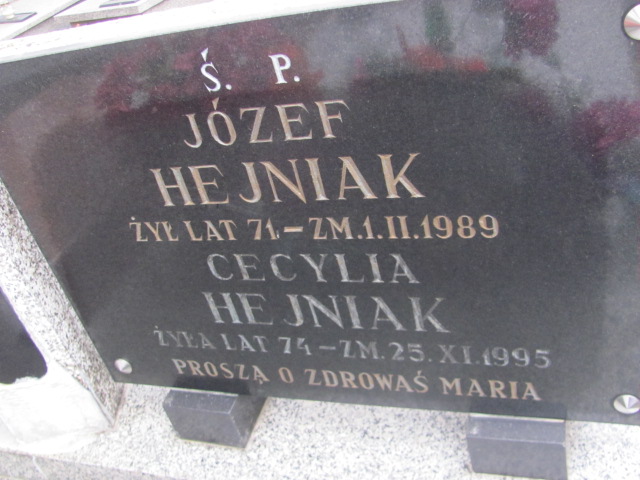 Ś. P.
JÓZEF
HEJNIAK
ŻYŁ LAT 71 – ZM. 1. II. 1989
CECYLIA
HEJNIAK
ŻYŁA LAT 74 – ZM. 25. XI. 1995
PROSZĄ O ZDROWAŚ MARIA